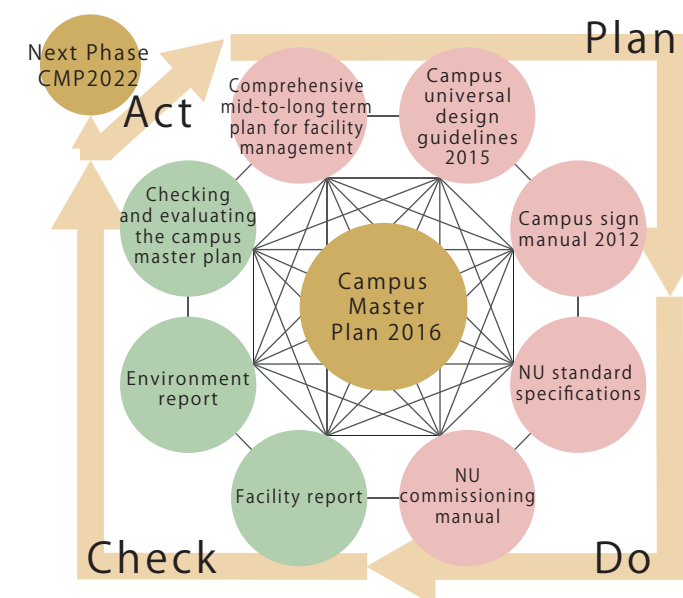 Plan
Next Phase
CMP2022
Act
Comprehensive
mid-to-long term
plan for facility
management
Campus
universal
design
guidelines
2015
Checking
and evaluating
the campus
master plan
Campus sign
manual 2012
Campus
Master
Plan 2016
Environment
report
NU standard
specifications
Facility report
NU
commissioning
manual
Check
Do